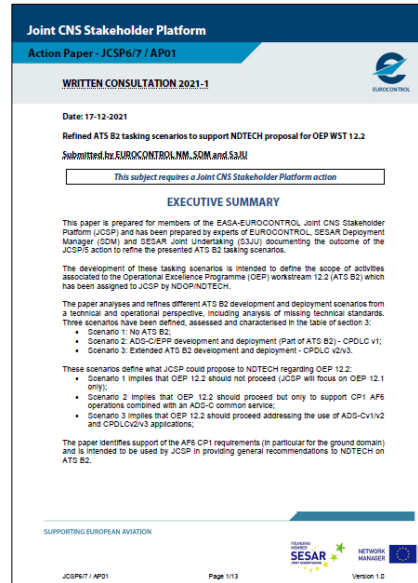 Joint CNS Stakeholder Platform
Action Paper - JCSP6/7 / AP01
EUROCONTROL
WRITTEN CONSULTATION 2021-1
Date: 17-12-2021
Refined ATS B2 tasking scenarios to support NDTECH proposal for OEP WST 12.2
Submitted by EUROCONTROL NM, SDM and S3JU
This subject requires a Joint CNS Stakeholder Platform action
EXECUTIVE SUMMARY
This paper is prepared for members of the EASA-EUROCONTROL Joint CNS Stakeholder
Platform (JCSP) and has been prepared by experts of EUROCONTROL, SESAR Deployment
Manager (SDM) and SESAR Joint Undertaking (S3JU) documenting the outcome of the
JCSP/5 action to refine the presented ATS B2 tasking scenarios.
The development of these tasking scenarios is intended to define the scope of activities
associated to the Operational Excellence Programme (OEP) workstream 12.2 (ATS B2) which
has been assigned to JCSP by NDOP/NDTECH.
The paper analyses and refines different ATS B2 development and deployment scenarios from
a technical and operational perspective, including analysis of missing technical standards.
Three scenarios have been defined, assessed and characterised in the table of section 3:
• Scenario 1: No ATS B2;
• Scenario 2: ADS-C/EPP development and deployment (Part of ATS B2) - CPDLC v1;
• Scenario 3: Extended ATS B2 development and deployment - CPDLC v2/v3.
These scenarios define what JCSP could propose to NDTECH regarding OEP 12.2:
• Scenario 1 implies that OEP 12.2 should not proceed (JCSP will focus on OEP 12.1
only);
• Scenario 2 implies that OEP 12.2 should proceed but only to support CP1 AF6
operations combined with an ADS-C common service;
• Scenario 3 implies that OEP 12.2 should proceed addressing the use of ADS-Cv1/v2
and CPDLCv2/v3 applications;
The paper identifies support of the AF6 CP1 requirements (in particular for the ground domain)
and is intended to be used by JCSP in providing general recommendations to NDTECH on
ATS B2.
SUPPORTING EUROPEAN AVIATION
FOUNDING
MEMBER
SESAR
JOINT UNDERTAKING
NETWORK
MANAGER
JCSP6/7 / AP01
Page 1/13
Version 1.0